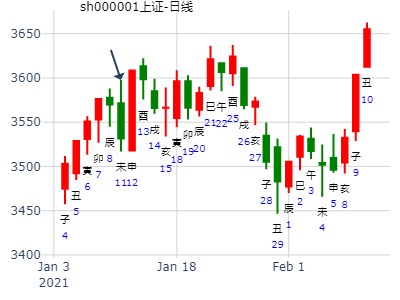 sh000001上证-日线
3650
3600
3550
3500
3450
3400
子
4
丑
5
寅
6
卯
7
辰
8
未
11
申
12
酉
13
戌
14
亥
15
寅
18
卯
19
辰
20
巳
21
午
22
酉
25
戌
26
亥
27
子
28
丑
29
辰
1
巳
2
午
3
未
4
申
5
亥
8
子
9
丑
10
Jan 3
2021
Jan 18
Feb 1